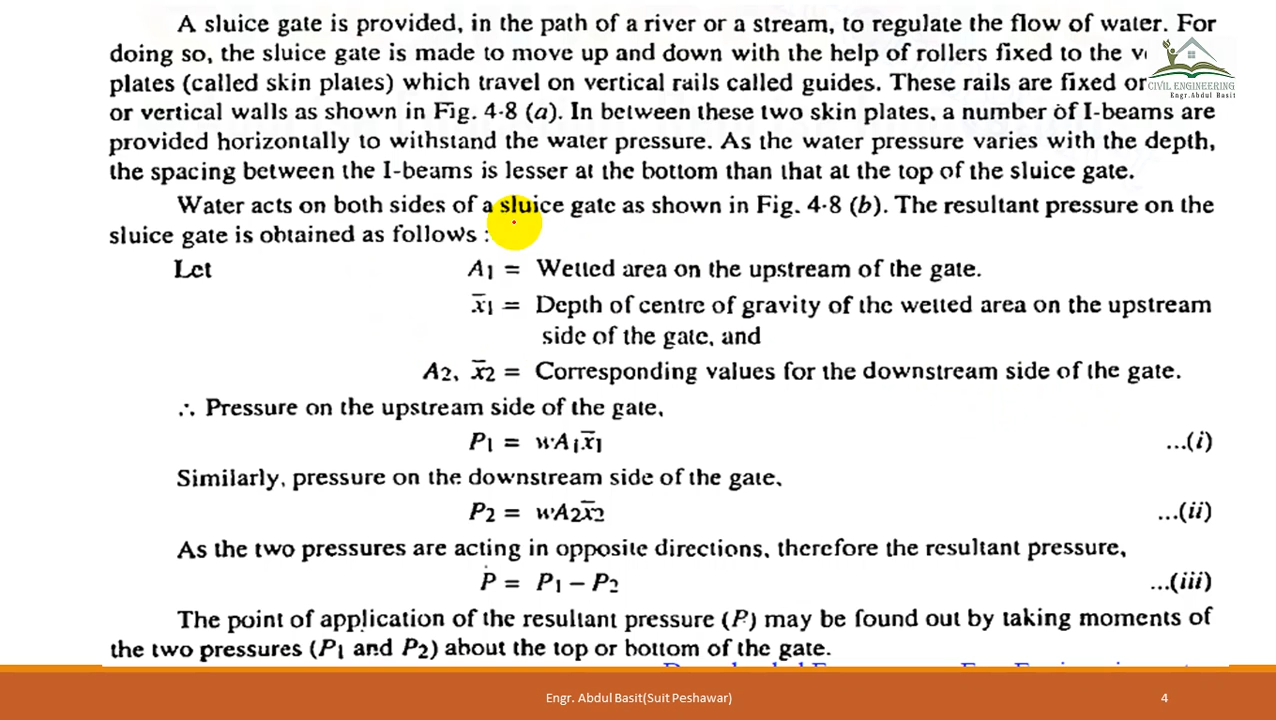 A sluice gate is provided, in the path of a river or a stream, to regulate the flow of water. For
doing so, the sluice gate is made to move up and down with the help of rollers fixed to the
plates (called skin plates) which travel on vertical rails called guides. These rails are fixed
or vertical walls as shown in Fig. 4·8 (a). In between these two skin plates, a number of I-beams are
provided horizontally to withstand the water pressure. As the water pressure varies with the depth,
the spacing between the I-beams is lesser at the bottom than that at the top of the sluice gate.
CIVIL ENGINEERING
Engr.Abdul Basit
Water acts on both sides of a sluice gate as shown in Fig. 4·8 (b). The resultant pressure on the
sluice gate is obtained as follows :
Let A1 = Wetted area on the upstream of the gate.
x̄1 = Depth of centre of gravity of the wetted area on the upstream
side of the gate, and
A2, x̄2 = Corresponding values for the downstream side of the gate.
∴ Pressure on the upstream side of the gate,
P1 = wA1x̄1 ...(i)
Similarly, pressure on the downstream side of the gate,
P2 = wA2x̄2 ...(ii)
As the two pressures are acting in opposite directions, therefore the resultant pressure,
P = P1 – P2 ...(iii)
The point of application of the resultant pressure (P) may be found out by taking moments of
the two pressures (P1 and P2) about the top or bottom of the gate.
Engr. Abdul Basit(Suit Peshawar)
4